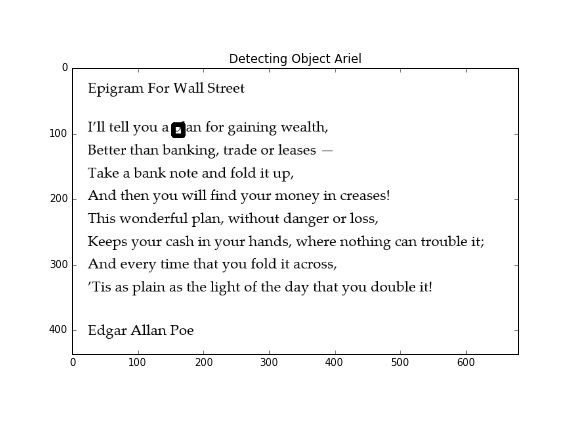 Detecting Object Ariel
0
Epigram For Wall Street
I'll tell you a for gaining wealth,
100
Better than banking, trade or leases —
Take a bank note and fold it up,
200
And then you will find your money in creases!
This wonderful plan, without danger or loss,
Keeps your cash in your hands, where nothing can trouble it;
300
And every time that you fold it across,
'Tis as plain as the light of the day that you double it!
400
Edgar Allan Poe
0 100 200 300 400 500 600